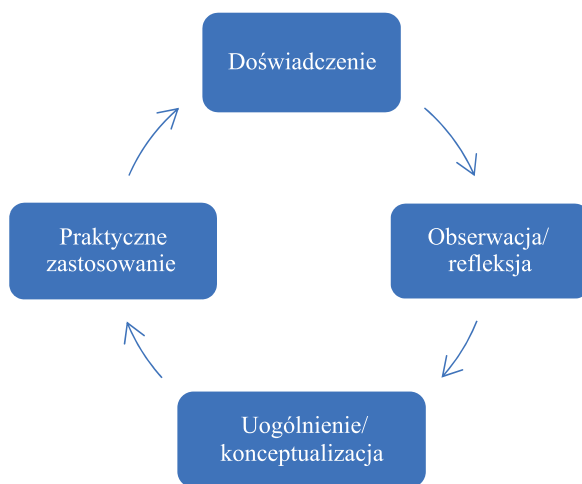 Doświadczenie
Obserwacja/
refleksja
Uogólnienie/
konceptualizacja
Praktyczne
zastosowanie